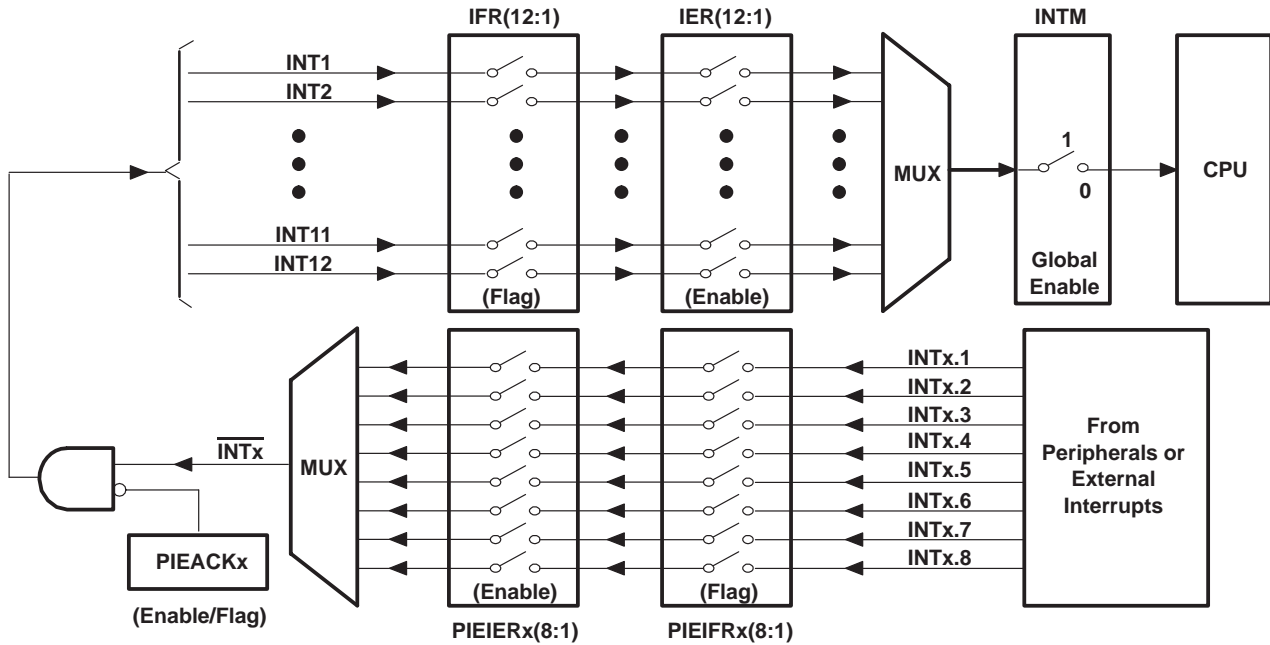 IFR(12:1)
IER(12:1)
INTM
INT1
INT2
1
MUX
CPU
0
INT11
INT12
Global
Enable
(Flag)
(Enable)
INTx.1
INTx.2
INTx.3
INTx.4
INTx.5
INTx.6
INTx.7
INTx.8
From
Peripherals or
External
Interrupts
INTx
MUX
PIEACKx
(Enable/Flag)
(Enable)
(Flag)
PIEIERx(8:1)
PIEIFRx(8:1)